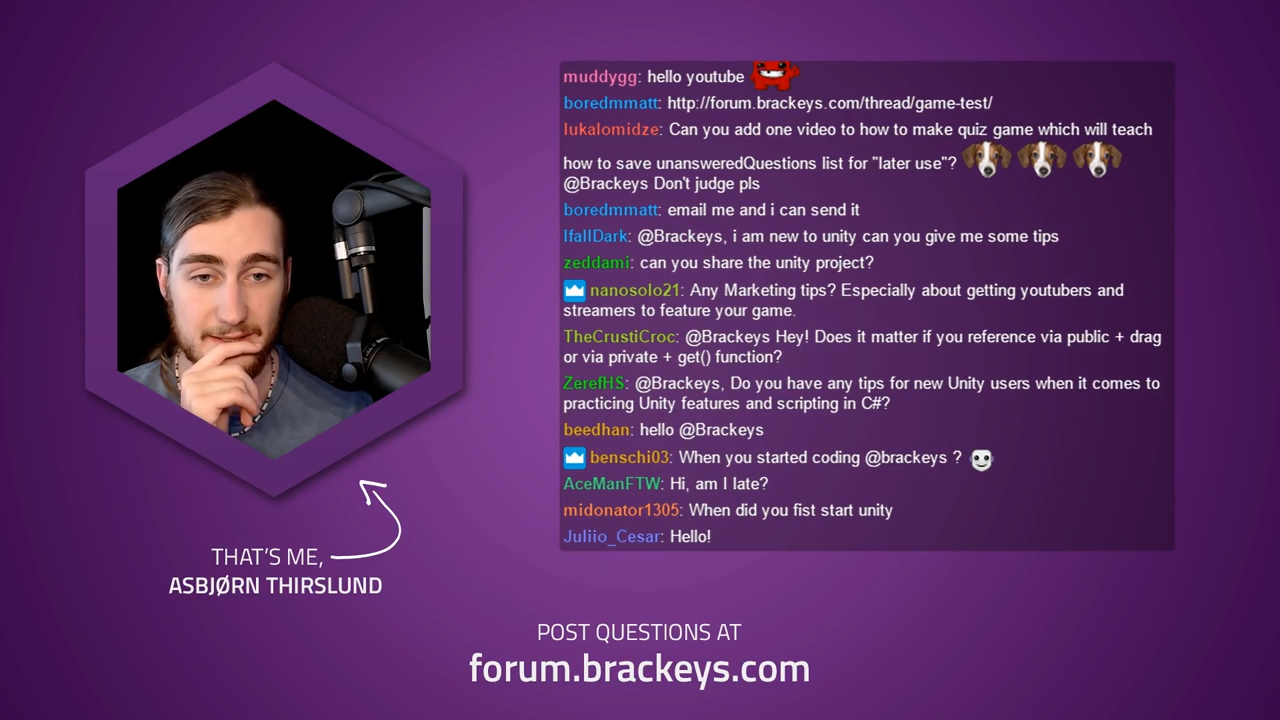 muddygg: hello youtube
boredmmatt: http://forum.brackeys.com/thread/game-test/
lukalomidze: Can you add one video to how to make quiz game which will teach
how to save unansweredQuestions list for "later use"?
@Brackeys Don't judge pls
boredmmatt: email me and i can send it
IfallDark: @Brackeys, i am new to unity can you give me some tips
zeddami: can you share the unity project?
nanosolo21: Any Marketing tips? Especially about getting youtubers and
streamers to feature your game.
TheCrustiCroc: @Brackeys Hey! Does it matter if you reference via public + drag
or via private + get() function?
ZerefHS: @Brackeys, Do you have any tips for new Unity users when it comes to
practicing Unity features and scripting in C#?
beedhan: hello @Brackeys
benschi03: When you started coding @brackeys ?
AceManFTW: Hi, am I late?
midonator1305: When did you fist start unity
Juliio_Cesar: Hello!
THAT'S ME,
ASBJØRN THIRSLUND
POST QUESTIONS AT
forum.brackeys.com